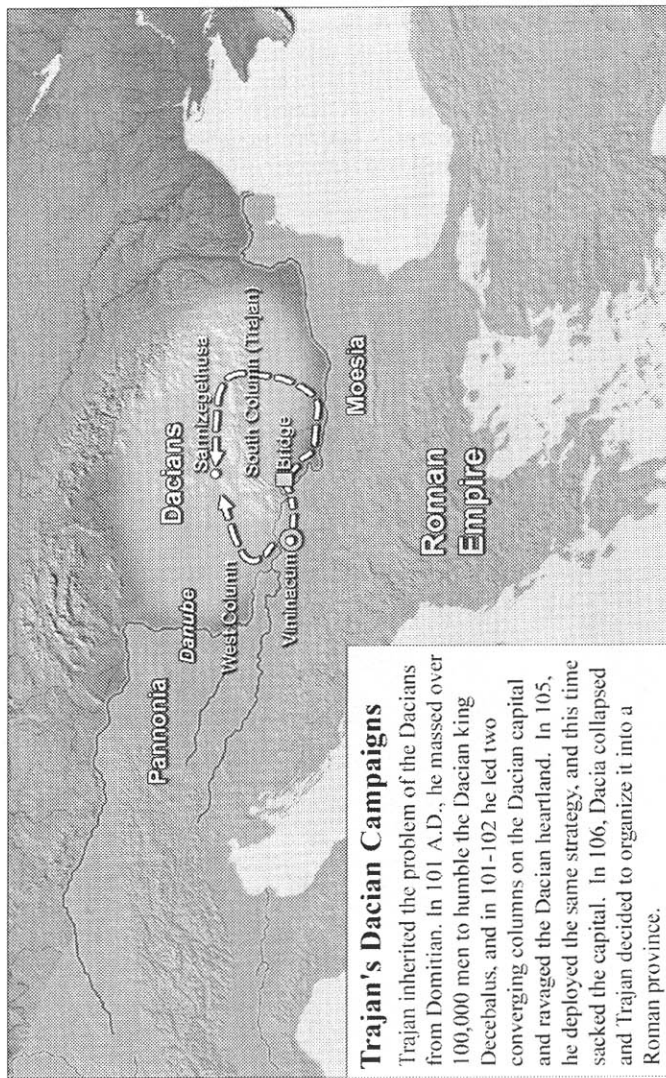 Dacians
Sarmizegethusa
Pannonia
Danube
West Column
South Column (Trajan)
Bridge
Viminacum
Moesia
Roman
Empire
Trajan's Dacian Campaigns
Trajan inherited the problem of the Dacians
from Domitian. In 101 A.D., he massed over
100,000 men to humble the Dacian king
Decebalus, and in 101-102 he led two
converging columns on the Dacian capital
and ravaged the Dacian heartland. In 105,
he deployed the same strategy, and this time
sacked the capital. In 106, Dacia collapsed
and Trajan decided to organize it into a
Roman province.